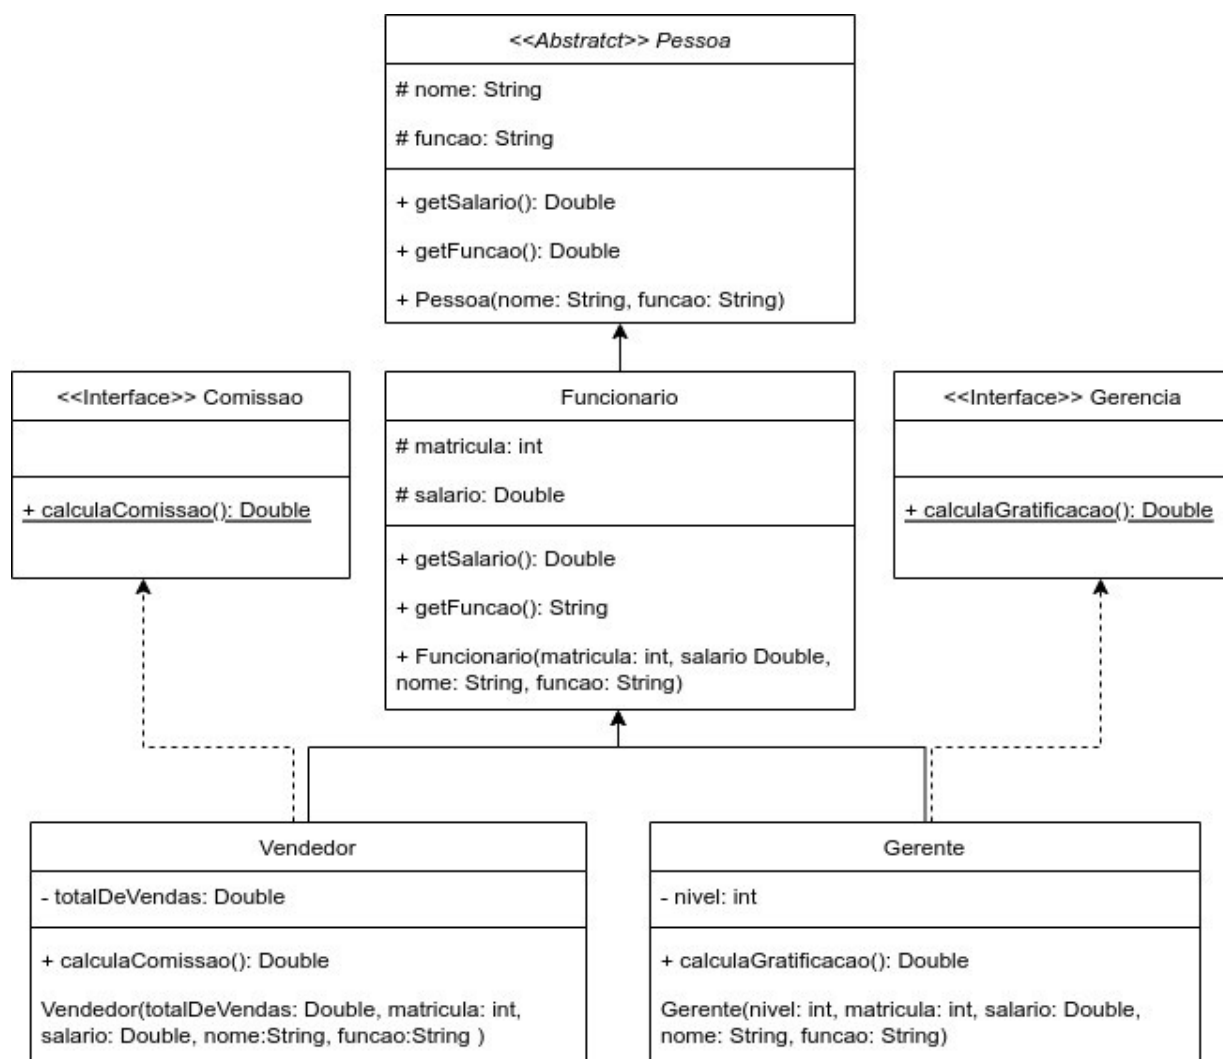 <<Abstratct>> Pessoa
# nome: String
# funcao: String
+ getSalario(): Double
+ getFuncao(): Double
+ Pessoa(nome: String, funcao: String)
<<Interface>> Comissao
+ calculaComissao(): Double
Funcionario
# matricula: int
# salario: Double
+ getSalario(): Double
+ getFuncao(): String
+ Funcionario(matricula: int, salario Double,
nome: String, funcao: String)
<<Interface>> Gerencia
+ calculaGratificacao(): Double
Vendedor
- totalDeVendas: Double
+ calculaComissao(): Double
Vendedor(totalDeVendas: Double, matricula: int,
salario: Double, nome:String, funcao:String )
Gerente
- nivel: int
+ calculaGratificacao(): Double
Gerente(nivel: int, matricula: int, salario: Double,
nome: String, funcao: String)